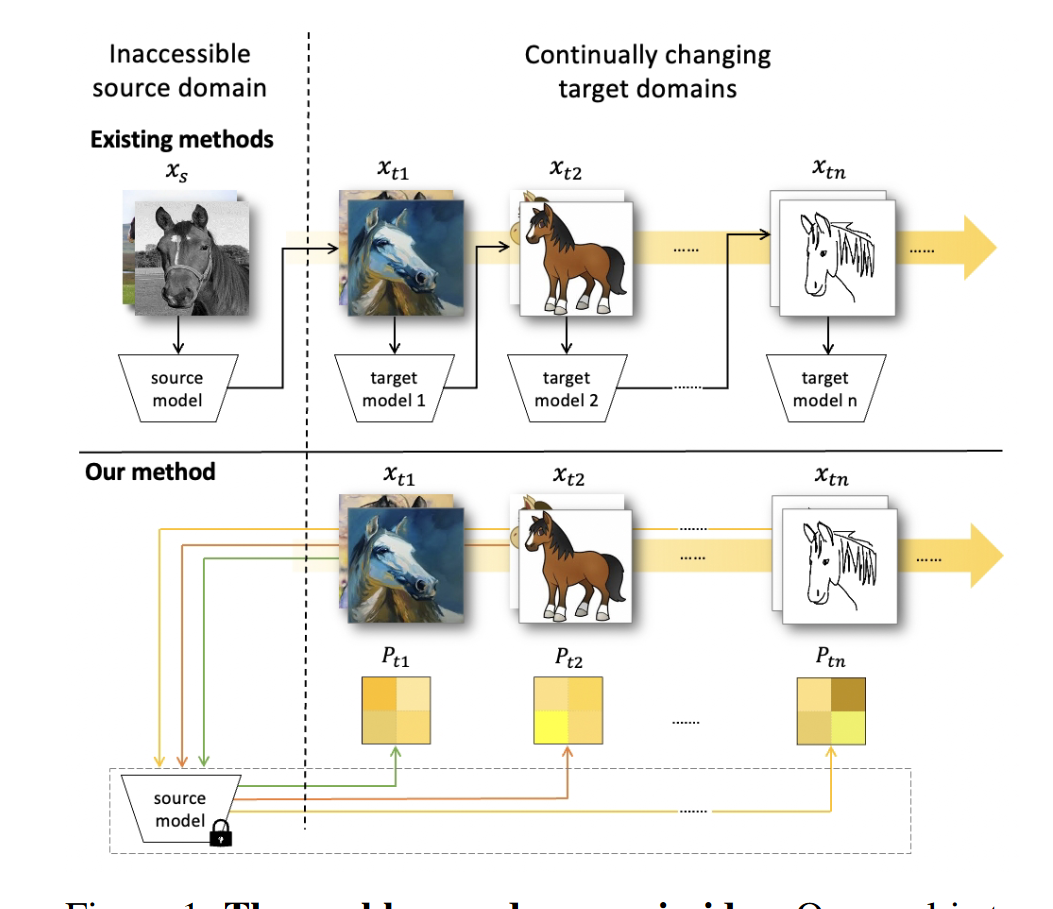 Inaccessible
source domain
Continually changing
target domains
Existing methods
x_s
x_t1
x_t2
x_tn
......
......
source
model
target
model 1
target
model 2
.......
target
model n
Our method
x_t1
x_t2
x_tn
.......
......
......
P_t1
P_t2
P_tn
.......
source
model
.......